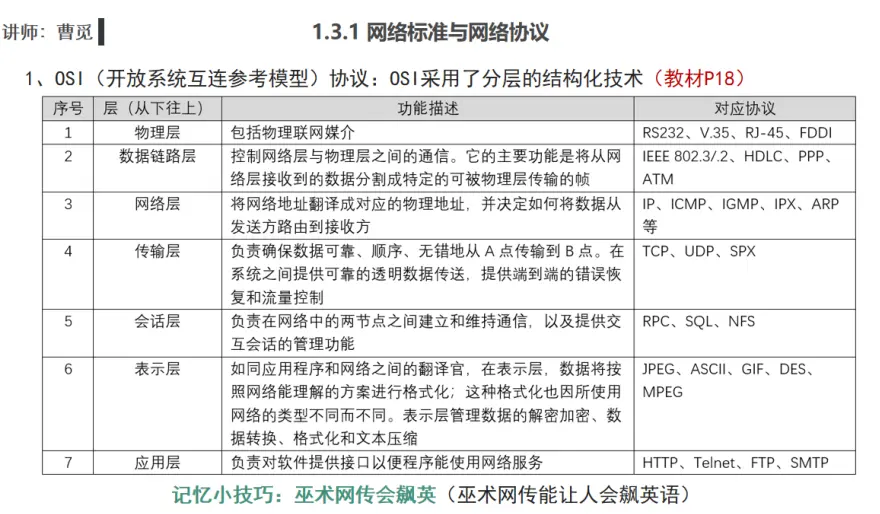 讲师：曹觅
1.3.1 网络标准与网络协议
1、OSI（开放系统互连参考模型）协议：OSI采用了分层的结构化技术（教材P18）
序号 层（从下往上） 功能描述 对应协议
1 物理层 包括物理联网媒介 RS232、V.35、RJ-45、FDDI
2 数据链路层 控制网络层与物理层之间的通信。它的主要功能是将从网 IEEE 802.3/.2、HDLC、PPP、
络层接收到的数据分割成特定的可被物理层传输的帧 ATM
3 网络层 将网络地址翻译成对应的物理地址，并决定如何将数据从 IP、ICMP、IGMP、IPX、ARP
发送方路由到接收方 等
4 传输层 负责确保数据可靠、顺序、无错地从 A 点传输到 B 点。在 TCP、UDP、SPX
系统之间提供可靠的透明数据传送，提供端到端的错误恢
复和流量控制
5 会话层 负责在网络中的两节点之间建立和维持通信，以及提供交 RPC、SQL、NFS
互会话的管理功能
6 表示层 如同应用程序和网络之间的翻译官，在表示层，数据将按 JPEG、ASCII、GIF、DES、
照网络能理解的方案进行格式化；这种格式化也因所使用 MPEG
网络的类型不同而不同。表示层管理数据的解密加密、数
据转换、格式化和文本压缩
7 应用层 负责对软件提供接口以便程序能使用网络服务 HTTP、Telnet、FTP、SMTP
记忆小技巧：巫术网传会飙英（巫术网传能让人会飙英语）